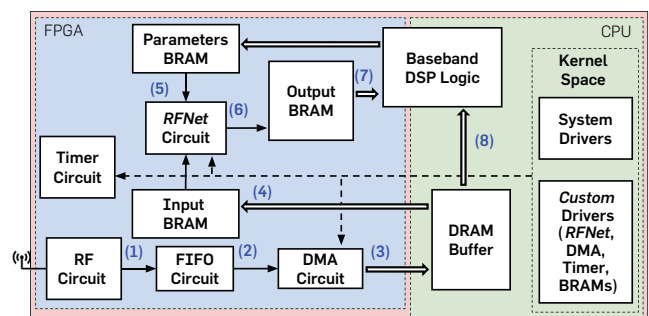 FPGA
CPU
Parameters
BRAM
Baseband
DSP Logic
Kernel
Space
(5)
(6)
(7)
RFNet
Circuit
Output
BRAM
System
Drivers
(8)
Timer
Circuit
(4)
Input
BRAM
DRAM
Buffer
Custom
Drivers
(RFNet,
DMA,
Timer,
BRAMs)
RF
Circuit
(1)
FIFO
Circuit
(2)
DMA
Circuit
(3)